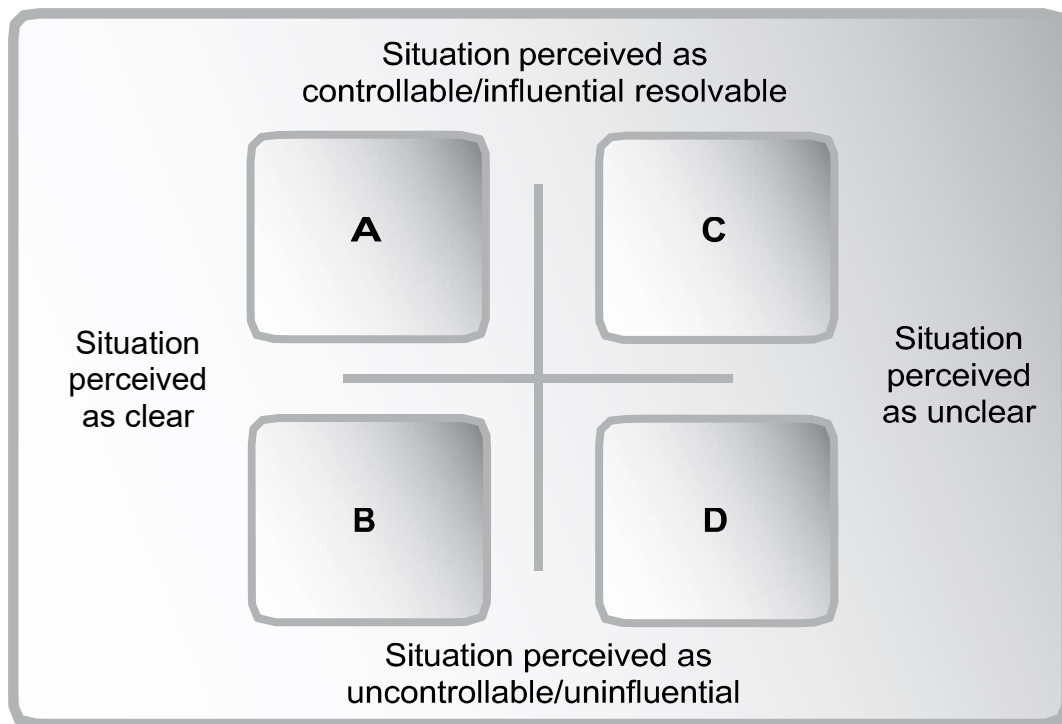 Situation perceived as
controllable/influential resolvable
A
C
Situation
perceived
as clear
Situation
perceived
as unclear
B
D
Situation perceived as
uncontrollable/uninfluential